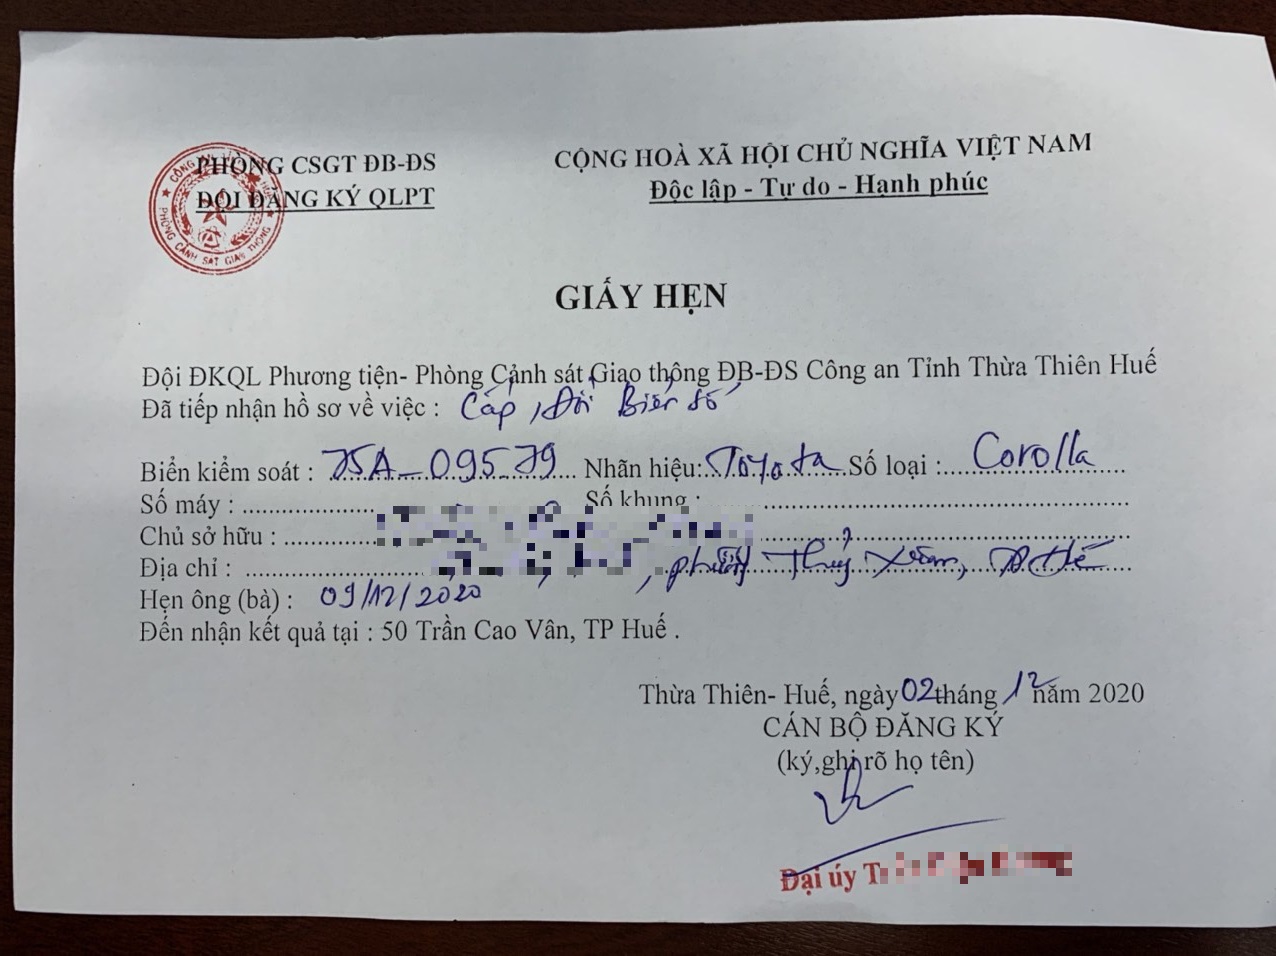 PHÒNG CSGT ĐB-ĐS
ĐỘI ĐĂNG KÝ QLPT
PHÒNG CẢNH SÁT GIAO THÔNG
CỘNG HOÀ XÃ HỘI CHỦ NGHĨA VIỆT NAM
Độc lập - Tự do - Hạnh phúc
GIẤY HẸN
Đội ĐKQL Phương tiện- Phòng Cảnh sát Giao thông ĐB-ĐS Công an Tỉnh Thừa Thiên Huế
Đã tiếp nhận hồ sơ về việc : Cấp, Đổi Biển số
Biển kiểm soát : 75A-095.79 Nhãn hiệu: Toyota Số loại : Corolla
Số máy : Số khung :
Chủ sở hữu :
Địa chỉ : , phường Thủy Xuân, TP Huế
Hẹn ông (bà) : 09/12/2020
Đến nhận kết quả tại : 50 Trần Cao Vân, TP Huế .
Thừa Thiên- Huế, ngày 02 tháng 12 năm 2020
CÁN BỘ ĐĂNG KÝ
(ký,ghi rõ họ tên)
Đại úy